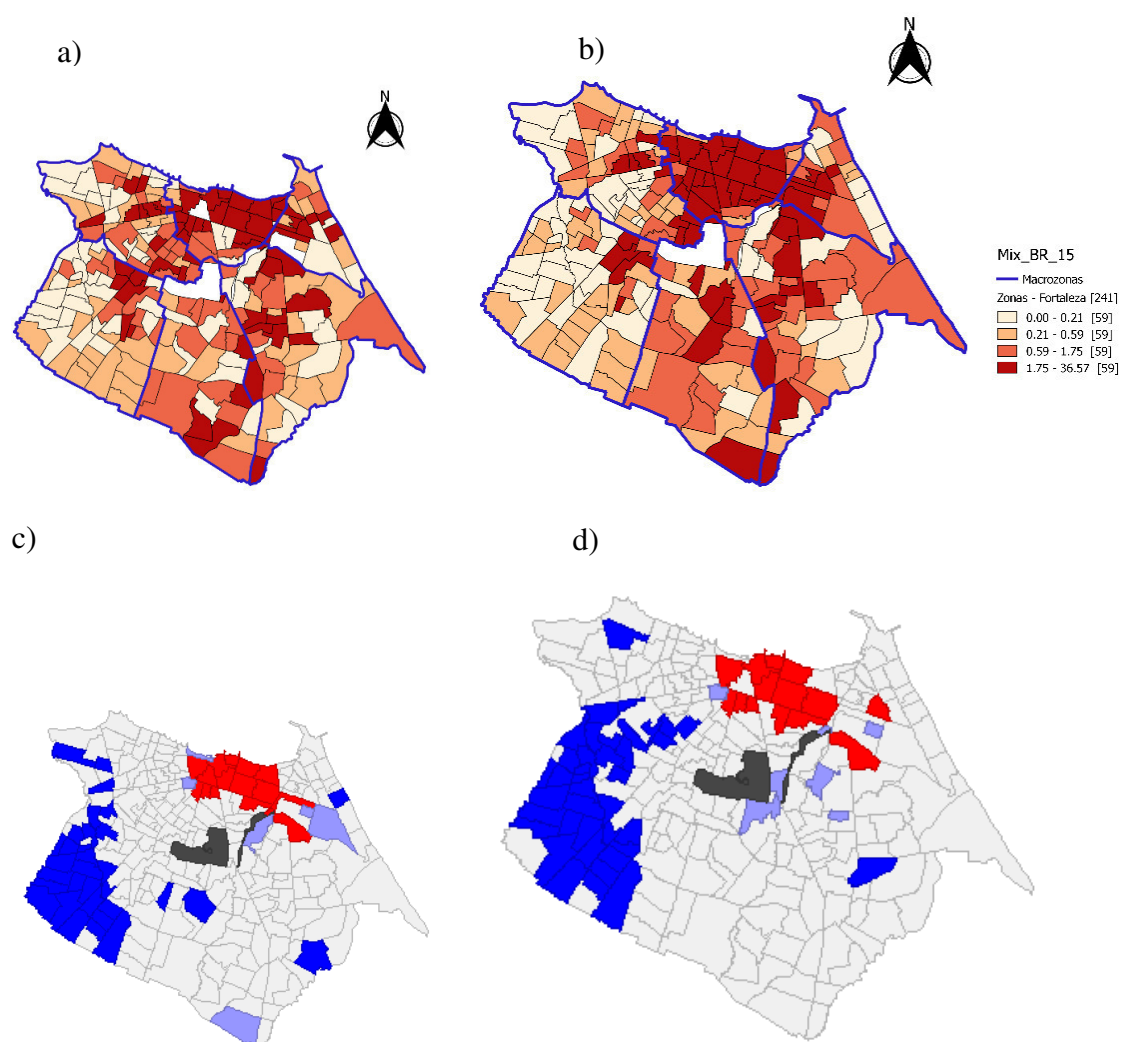 a)
b)
N
N
Mix_BR_15
Macrozonas
Zonas - Fortaleza [241]
0.00 - 0.21 [59]
0.21 - 0.59 [59]
0.59 - 1.75 [59]
1.75 - 36.57 [59]
c)
d)